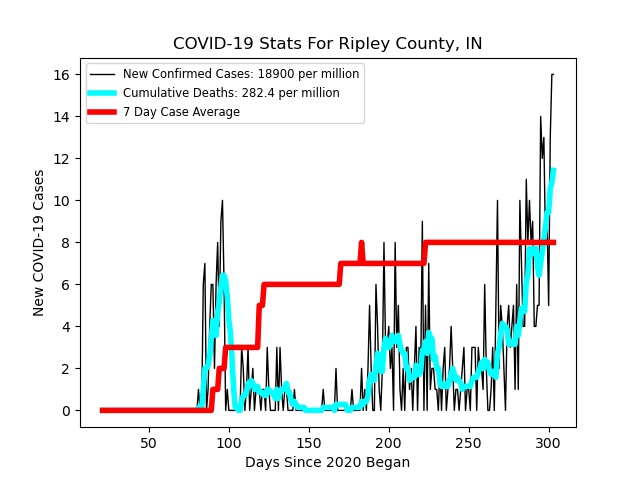 COVID-19 Stats For Ripley County, IN
New Confirmed Cases: 18900 per million
Cumulative Deaths: 282.4 per million
7 Day Case Average
New COVID-19 Cases
16
14
12
10
8
6
4
2
0
50
100
150
200
250
300
Days Since 2020 Began